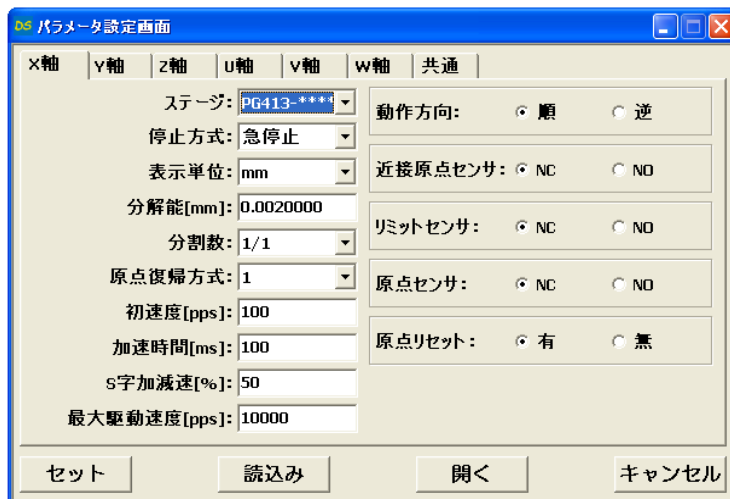 DS パラメータ設定画面
X軸 Y軸 Z軸 U軸 V軸 W軸 共通
ステージ: PG413-****
停止方式: 急停止
表示単位: mm
分解能[mm]: 0.0020000
分割数: 1/1
原点復帰方式: 1
初速度[pps]: 100
加速時間[ms]: 100
S字加減速[%]: 50
最大駆動速度[pps]: 10000
動作方向: 順 逆
近接原点センサ: NC NO
リミットセンサ: NC NO
原点センサ: NC NO
原点リセット: 有 無
セット 読込み 開く キャンセル